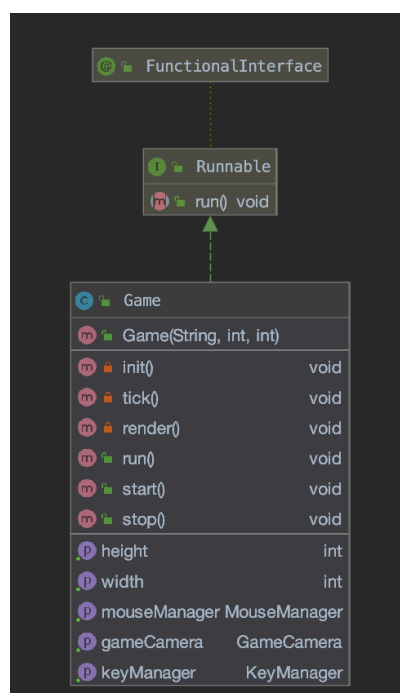 @ FunctionalInterface
I Runnable
m run() void
C Game
m Game(String, int, int)
m init() void
m tick() void
m render() void
m run() void
m start() void
m stop() void
p height int
p width int
p mouseManager MouseManager
p gameCamera GameCamera
p keyManager KeyManager